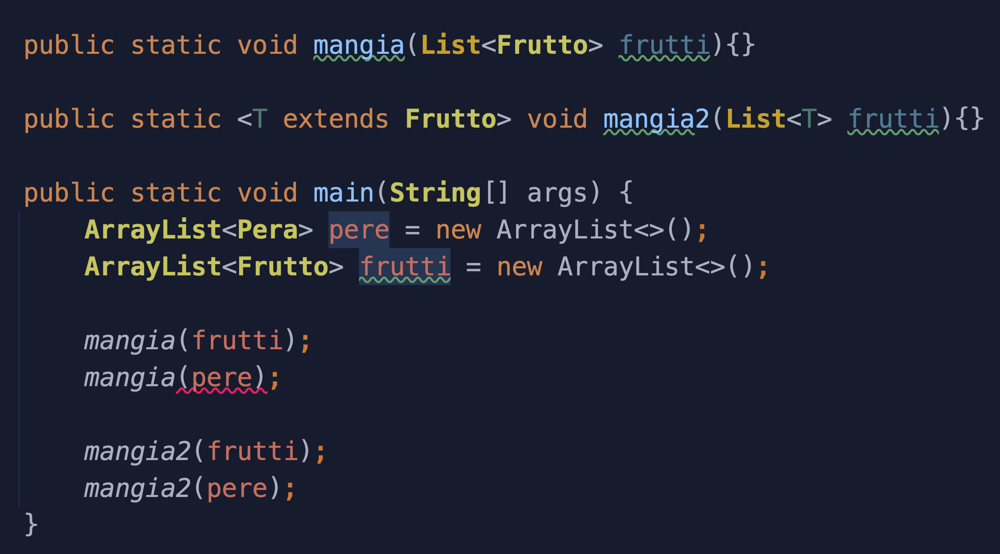 public static void mangia(List<Frutto> frutti){}
public static <T extends Frutto> void mangia2(List<T> frutti){}
public static void main(String[] args) {
ArrayList<Pera> pere = new ArrayList<>();
ArrayList<Frutto> frutti = new ArrayList<>();
mangia(frutti);
mangia(pere);
mangia2(frutti);
mangia2(pere);
}